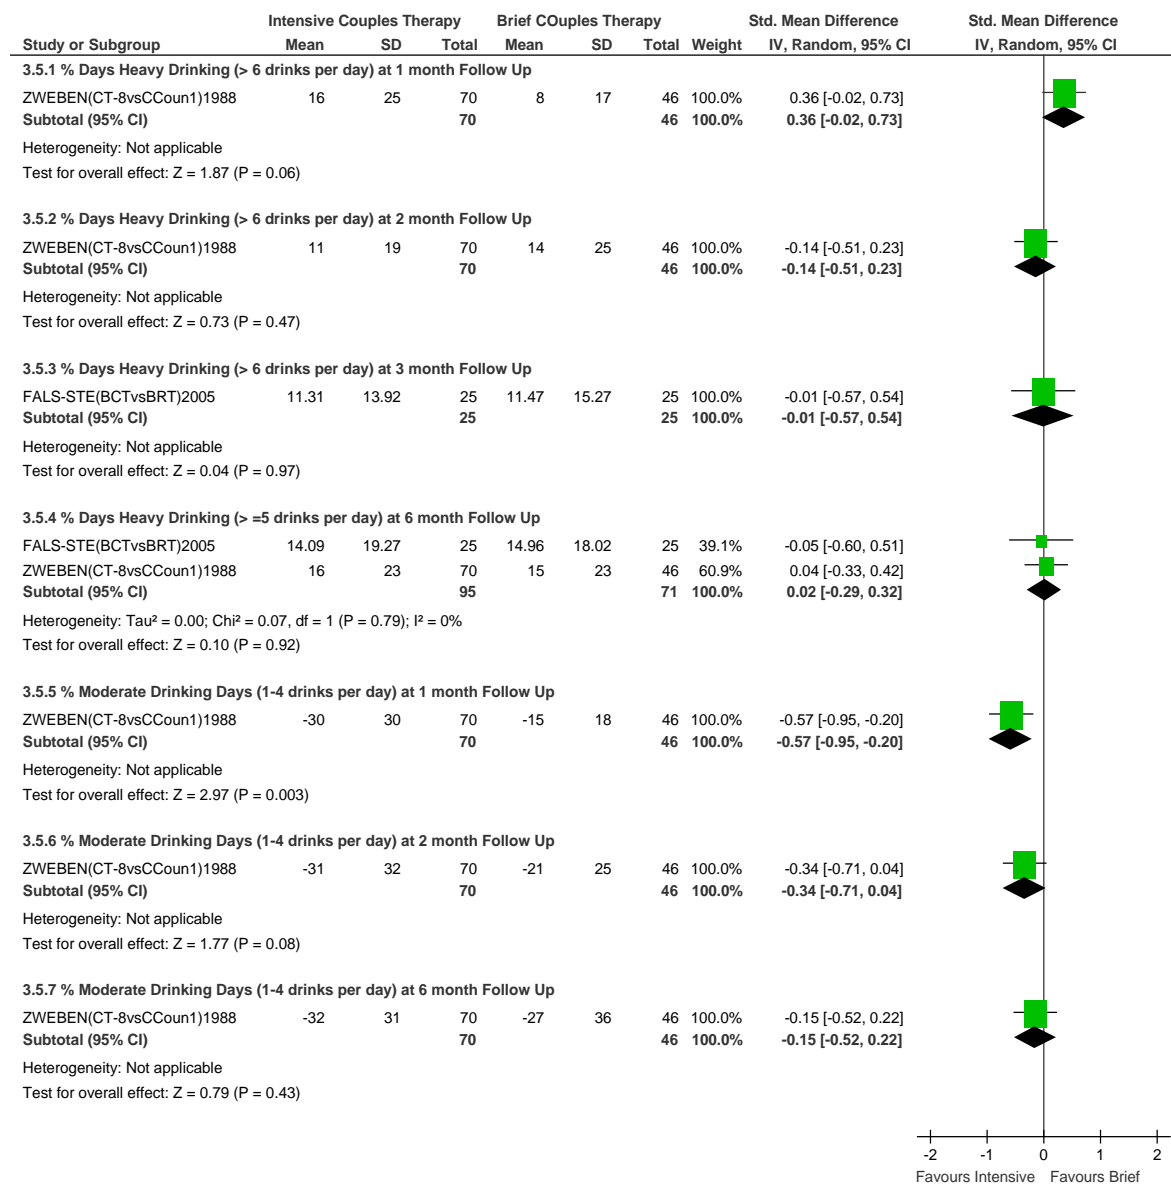 Intensive Couples Therapy Brief COuples Therapy Std. Mean Difference Std. Mean Difference
Study or Subgroup Mean SD Total Mean SD Total Weight IV, Random, 95% CI IV, Random, 95% CI
3.5.1 % Days Heavy Drinking (> 6 drinks per day) at 1 month Follow Up
ZWEBEN(CT-8vsCCoun1)1988 16 25 70 8 17 46 100.0% 0.36 [-0.02, 0.73]
Subtotal (95% CI) 70 46 100.0% 0.36 [-0.02, 0.73]
Heterogeneity: Not applicable
Test for overall effect: Z = 1.87 (P = 0.06)
3.5.2 % Days Heavy Drinking (> 6 drinks per day) at 2 month Follow Up
ZWEBEN(CT-8vsCCoun1)1988 11 19 70 14 25 46 100.0% -0.14 [-0.51, 0.23]
Subtotal (95% CI) 70 46 100.0% -0.14 [-0.51, 0.23]
Heterogeneity: Not applicable
Test for overall effect: Z = 0.73 (P = 0.47)
3.5.3 % Days Heavy Drinking (> 6 drinks per day) at 3 month Follow Up
FALS-STE(BCTvsBRT)2005 11.31 13.92 25 11.47 15.27 25 100.0% -0.01 [-0.57, 0.54]
Subtotal (95% CI) 25 25 100.0% -0.01 [-0.57, 0.54]
Heterogeneity: Not applicable
Test for overall effect: Z = 0.04 (P = 0.97)
3.5.4 % Days Heavy Drinking (> =5 drinks per day) at 6 month Follow Up
FALS-STE(BCTvsBRT)2005 14.09 19.27 25 14.96 18.02 25 39.1% -0.05 [-0.60, 0.51]
ZWEBEN(CT-8vsCCoun1)1988 16 23 70 15 23 46 60.9% 0.04 [-0.33, 0.42]
Subtotal (95% CI) 95 71 100.0% 0.02 [-0.29, 0.32]
Heterogeneity: Tau² = 0.00; Chi² = 0.07, df = 1 (P = 0.79); I² = 0%
Test for overall effect: Z = 0.10 (P = 0.92)
3.5.5 % Moderate Drinking Days (1-4 drinks per day) at 1 month Follow Up
ZWEBEN(CT-8vsCCoun1)1988 -30 30 70 -15 18 46 100.0% -0.57 [-0.95, -0.20]
Subtotal (95% CI) 70 46 100.0% -0.57 [-0.95, -0.20]
Heterogeneity: Not applicable
Test for overall effect: Z = 2.97 (P = 0.003)
3.5.6 % Moderate Drinking Days (1-4 drinks per day) at 2 month Follow Up
ZWEBEN(CT-8vsCCoun1)1988 -31 32 70 -21 25 46 100.0% -0.34 [-0.71, 0.04]
Subtotal (95% CI) 70 46 100.0% -0.34 [-0.71, 0.04]
Heterogeneity: Not applicable
Test for overall effect: Z = 1.77 (P = 0.08)
3.5.7 % Moderate Drinking Days (1-4 drinks per day) at 6 month Follow Up
ZWEBEN(CT-8vsCCoun1)1988 -32 31 70 -27 36 46 100.0% -0.15 [-0.52, 0.22]
Subtotal (95% CI) 70 46 100.0% -0.15 [-0.52, 0.22]
Heterogeneity: Not applicable
Test for overall effect: Z = 0.79 (P = 0.43)
-2 -1 0 1 2
Favours Intensive Favours Brief